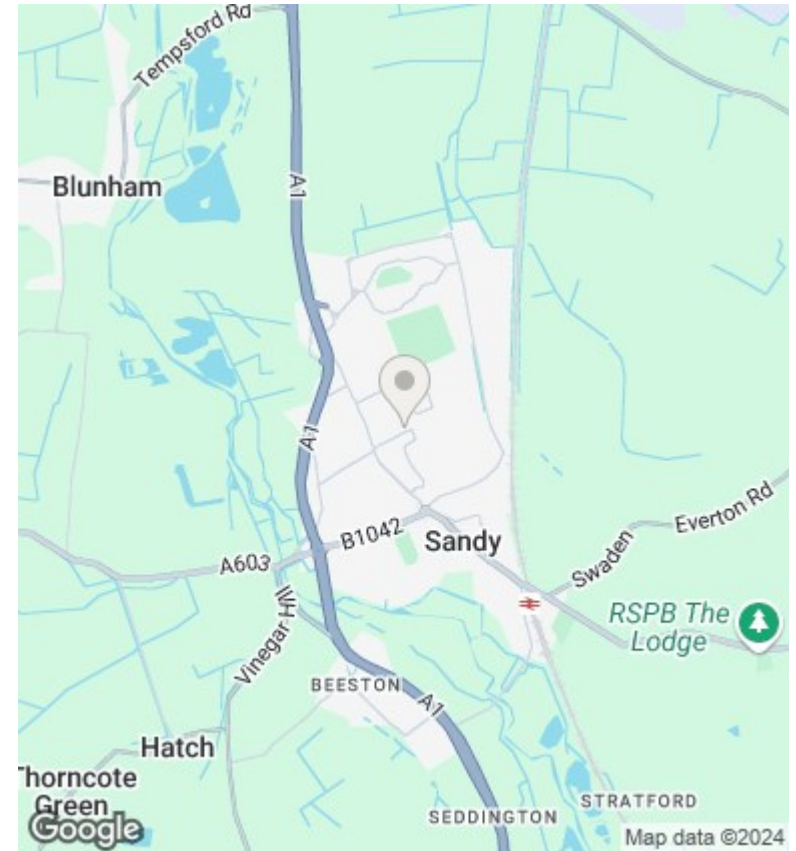 Tempsford Rd
Blunham
A1
A1
B1042
Sandy
A603
Everton Rd
Swaden
RSPB The
Lodge
Vinegar Hill
BEESTON
A1
Hatch
Thorncote
Green
SEDDINGTON
STRATFORD
Google
Map data ©2024